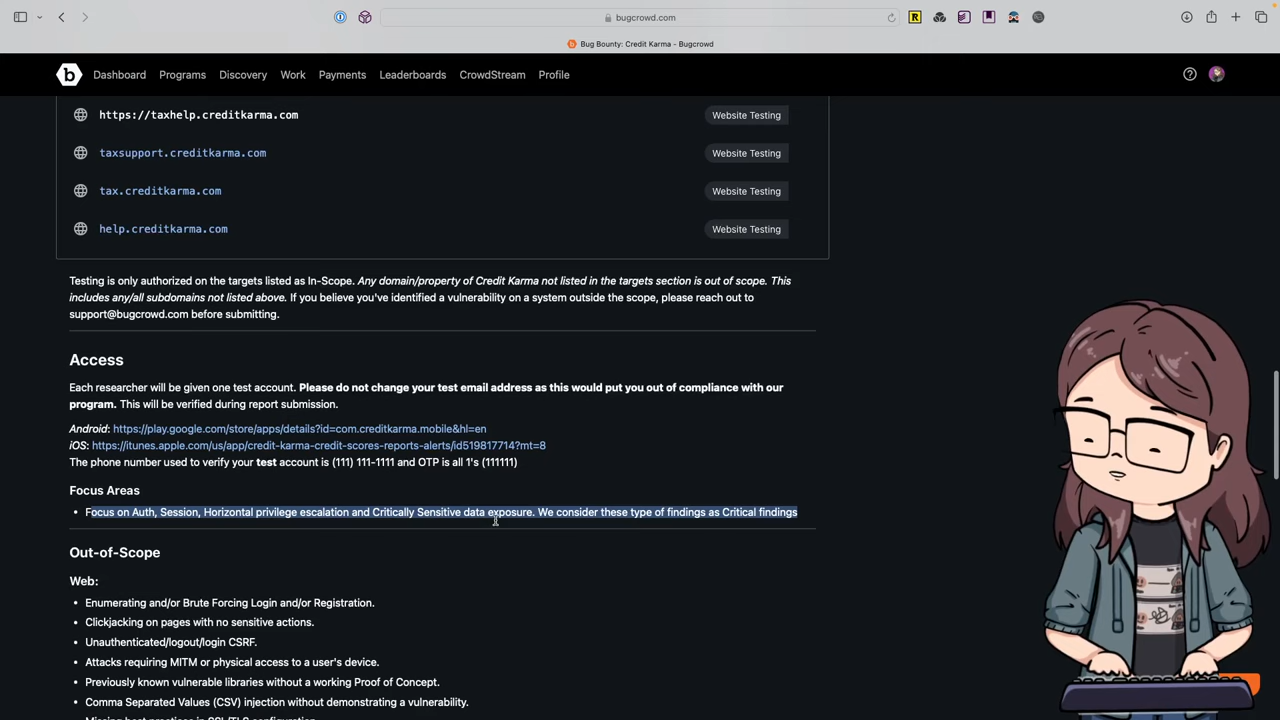 bugcrowd.com
Bug Bounty: Credit Karma - Bugcrowd
Dashboard Programs Discovery Work Payments Leaderboards CrowdStream Profile
https://taxhelp.creditkarma.com Website Testing
taxsupport.creditkarma.com Website Testing
tax.creditkarma.com Website Testing
help.creditkarma.com Website Testing
Testing is only authorized on the targets listed as In-Scope. Any domain/property of Credit Karma not listed in the targets section is out of scope. This
includes any/all subdomains not listed above. If you believe you've identified a vulnerability on a system outside the scope, please reach out to
support@bugcrowd.com before submitting.
Access
Each researcher will be given one test account. Please do not change your test email address as this would put you out of compliance with our
program. This will be verified during report submission.
Android: https://play.google.com/store/apps/details?id=com.creditkarma.mobile&hl=en
iOS: https://itunes.apple.com/us/app/credit-karma-credit-scores-reports-alerts/id519817714?mt=8
The phone number used to verify your test account is (111) 111-1111 and OTP is all 1's (111111)
Focus Areas
• Focus on Auth, Session, Horizontal privilege escalation and Critically Sensitive data exposure. We consider these type of findings as Critical findings
Out-of-Scope
Web:
• Enumerating and/or Brute Forcing Login and/or Registration.
• Clickjacking on pages with no sensitive actions.
• Unauthenticated/logout/login CSRF.
• Attacks requiring MITM or physical access to a user's device.
• Previously known vulnerable libraries without a working Proof of Concept.
• Comma Separated Values (CSV) injection without demonstrating a vulnerability.
• Missing best practices in SSL/TLS configuration.